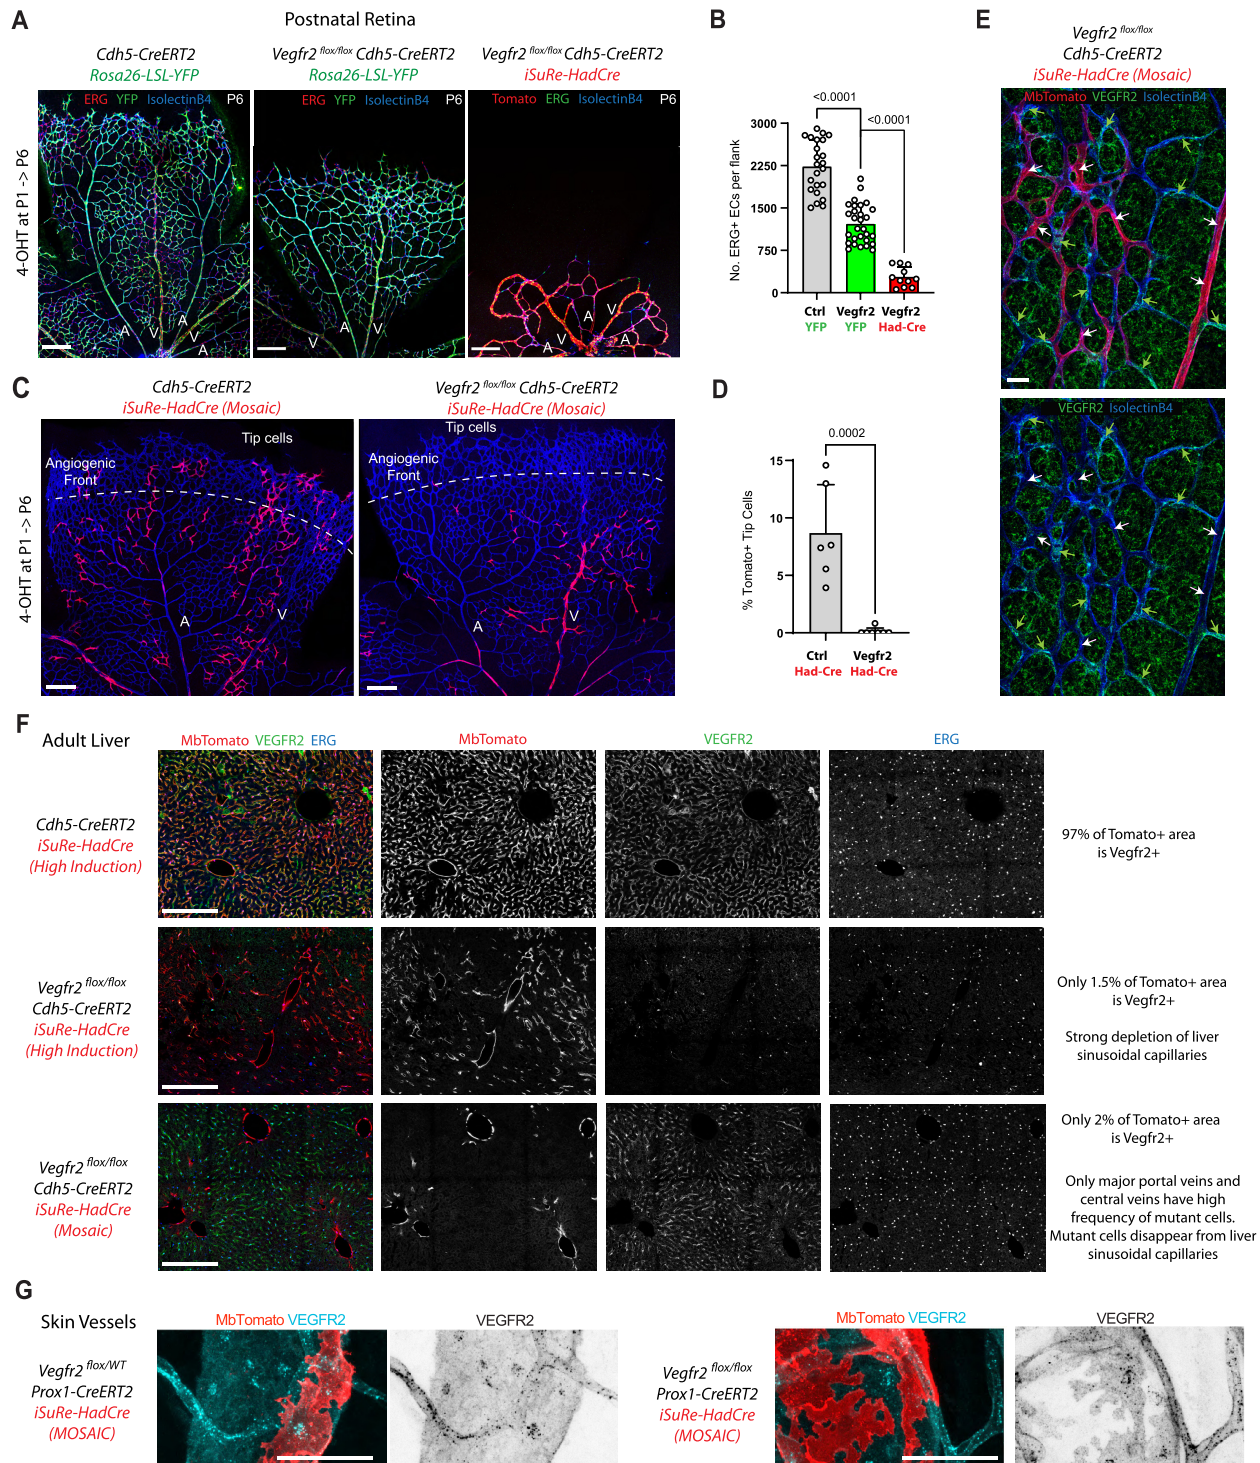 A
Postnatal Retina
Cdh5-CreERT2
Rosa26-LSL-YFP
Vegfr2 flox/flox Cdh5-CreERT2
Rosa26-LSL-YFP
Vegfr2 flox/flox Cdh5-CreERT2
iSuRe-HadCre
4-OHT at P1 -> P6
ERG YFP IsolectinB4 P6
A V A V A
ERG YFP IsolectinB4 P6
V A V
Tomato ERG IsolectinB4 P6
A V A V A
B
No. ERG+ ECs per flank
<0.0001
<0.0001
3000
2250
1500
750
0
Ctrl Vegfr2 Vegfr2
YFP YFP Had-Cre
C
Cdh5-CreERT2
iSuRe-HadCre (Mosaic)
Vegfr2 flox/flox Cdh5-CreERT2
iSuRe-HadCre (Mosaic)
4-OHT at P1 -> P6
Tip cells
Angiogenic
Front
A
V
Tip cells
Angiogenic
Front
A
V
D
% Tomato+ Tip Cells
0.0002
15
10
5
0
Ctrl Vegfr2
Had-Cre Had-Cre
E
Vegfr2 flox/flox
Cdh5-CreERT2
iSuRe-HadCre (Mosaic)
MbTomato VEGFR2 IsolectinB4
VEGFR2 IsolectinB4
F
Adult Liver
MbTomato VEGFR2 ERG
MbTomato
VEGFR2
ERG
Cdh5-CreERT2
iSuRe-HadCre
(High Induction)
97% of Tomato+ area
is Vegfr2+
Vegfr2 flox/flox
Cdh5-CreERT2
iSuRe-HadCre
(High Induction)
Only 1.5% of Tomato+ area
is Vegfr2+
Strong depletion of liver
sinusoidal capillaries
Vegfr2 flox/flox
Cdh5-CreERT2
iSuRe-HadCre
(Mosaic)
Only 2% of Tomato+ area
is Vegfr2+
Only major portal veins and
central veins have high
frequency of mutant cells.
Mutant cells disappear from liver
sinusoidal capillaries
G
Skin Vessels
Vegfr2 flox/WT
Prox1-CreERT2
iSuRe-HadCre
(MOSAIC)
MbTomato VEGFR2
VEGFR2
Vegfr2 flox/flox
Prox1-CreERT2
iSuRe-HadCre
(MOSAIC)
MbTomato VEGFR2
VEGFR2